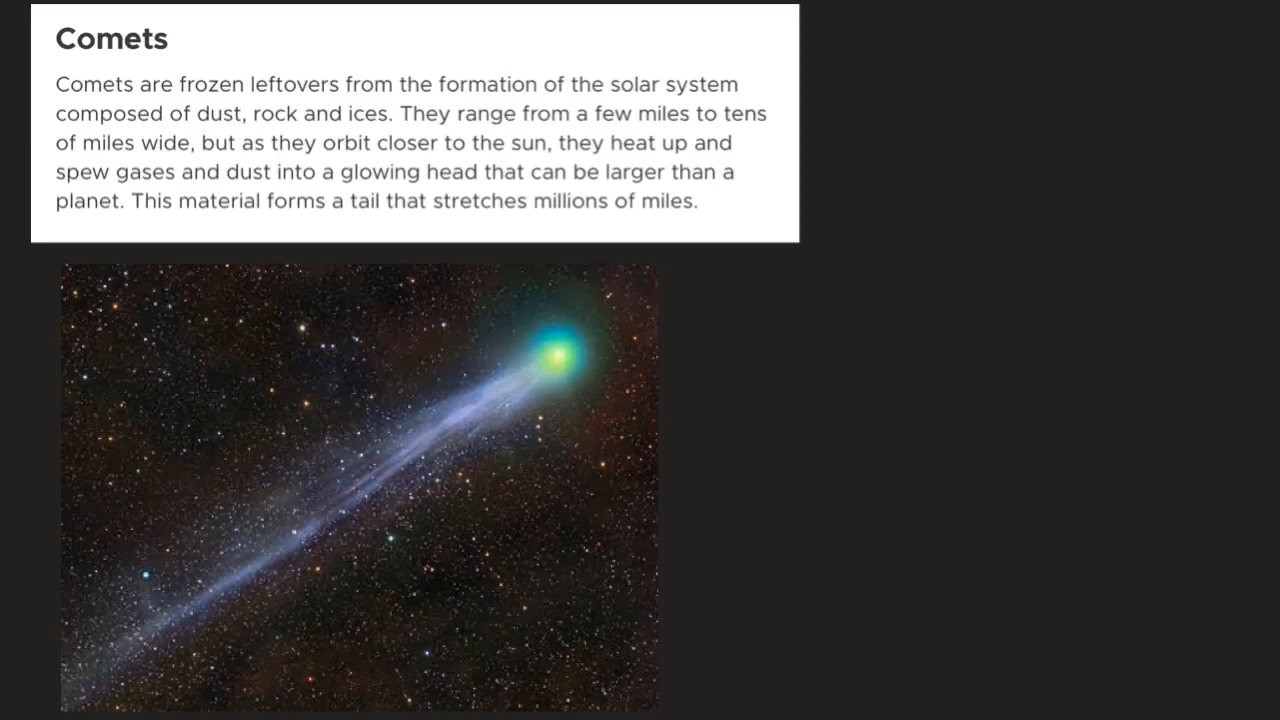 Comets
Comets are frozen leftovers from the formation of the solar system
composed of dust, rock and ices. They range from a few miles to tens
of miles wide, but as they orbit closer to the sun, they heat up and
spew gases and dust into a glowing head that can be larger than a
planet. This material forms a tail that stretches millions of miles.